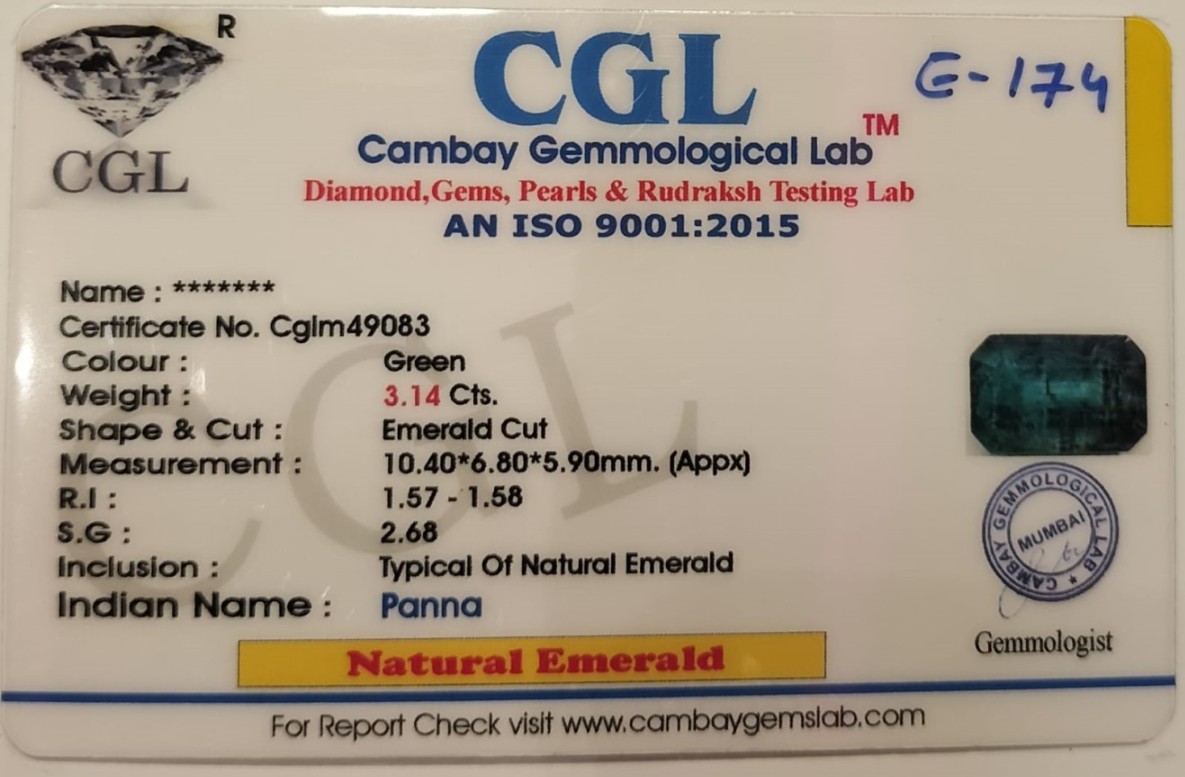 R
CGL
CGL
E-174
Cambay Gemmological Lab TM
Diamond,Gems, Pearls & Rudraksh Testing Lab
AN ISO 9001:2015
Name : *******
Certificate No. Cglm49083
Colour : Green
Weight : 3.14 Cts.
Shape & Cut : Emerald Cut
Measurement : 10.40*6.80*5.90mm. (Appx)
R.I : 1.57 - 1.58
S.G : 2.68
Inclusion : Typical Of Natural Emerald
Indian Name : Panna
CGL
CAMBAY GEMMOLOGICAL LAB *
MUMBAI
Gemmologist
Natural Emerald
For Report Check visit www.cambaygemslab.com